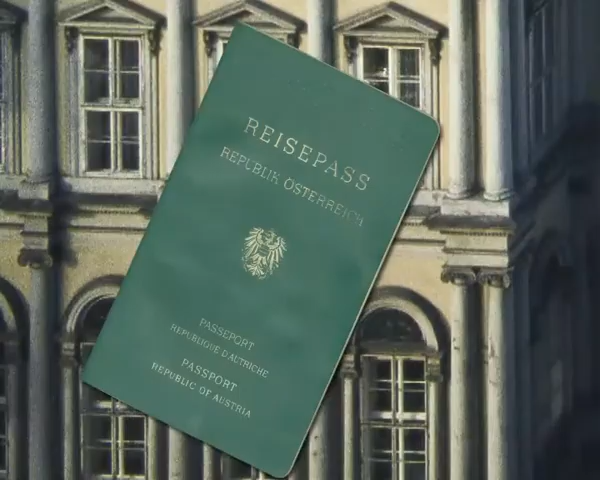 REISEPASS
REPUBLIK ÖSTERREICH
PASSEPORT
REPUBLIQUE D'AUTRICHE
PASSPORT
REPUBLIC OF AUSTRIA